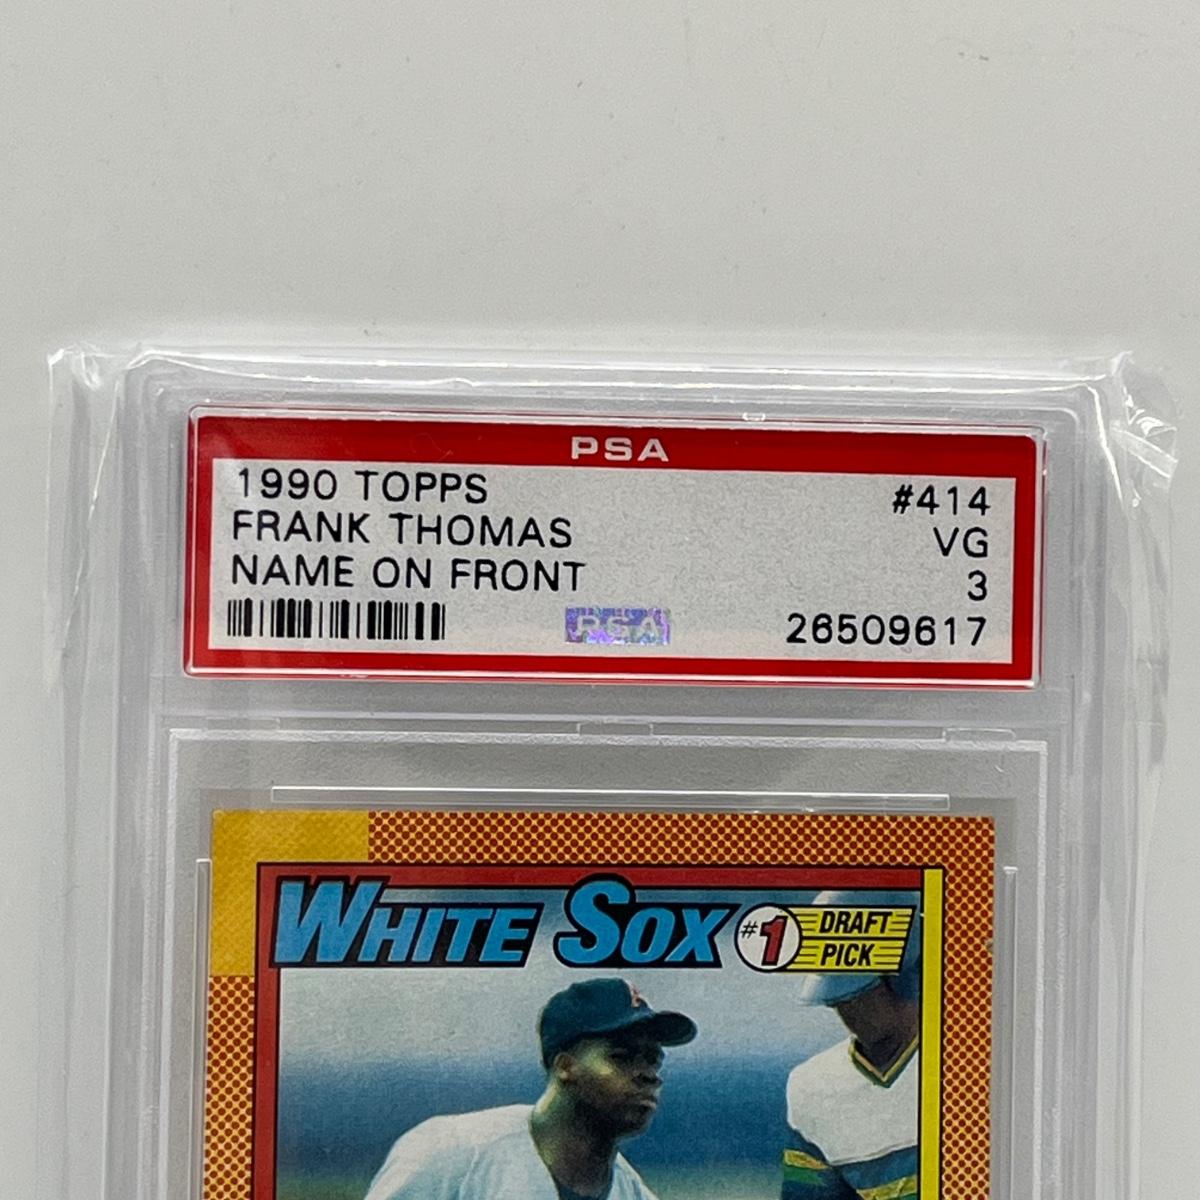 PSA
1990 TOPPS #414
FRANK THOMAS VG
NAME ON FRONT 3
PSA 26509617
WHITE SOX #1 DRAFT PICK
A